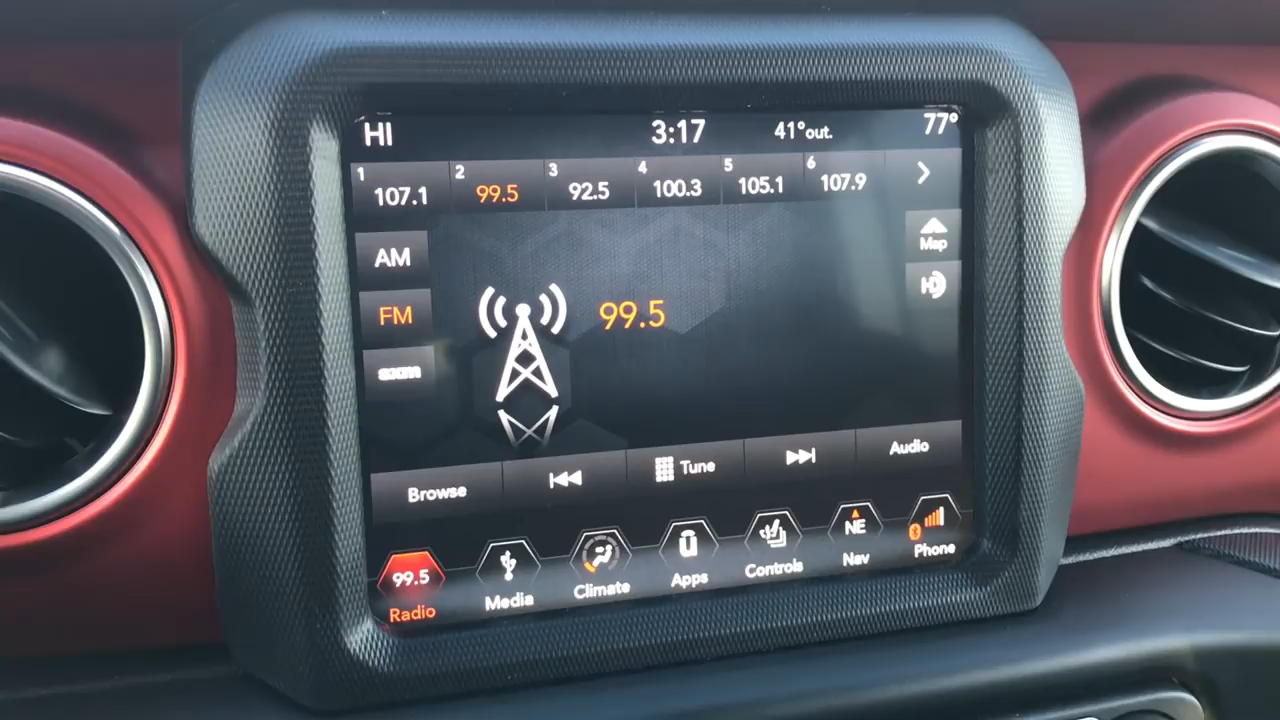 HI 3:17 41°out. 77°
1 2 3 4 5 6
107.1 99.5 92.5 100.3 105.1 107.9
Map
AM
HD
FM 99.5
sxm
Browse Tune Audio
99.5 NE
Radio Media Climate Apps Controls Nav Phone